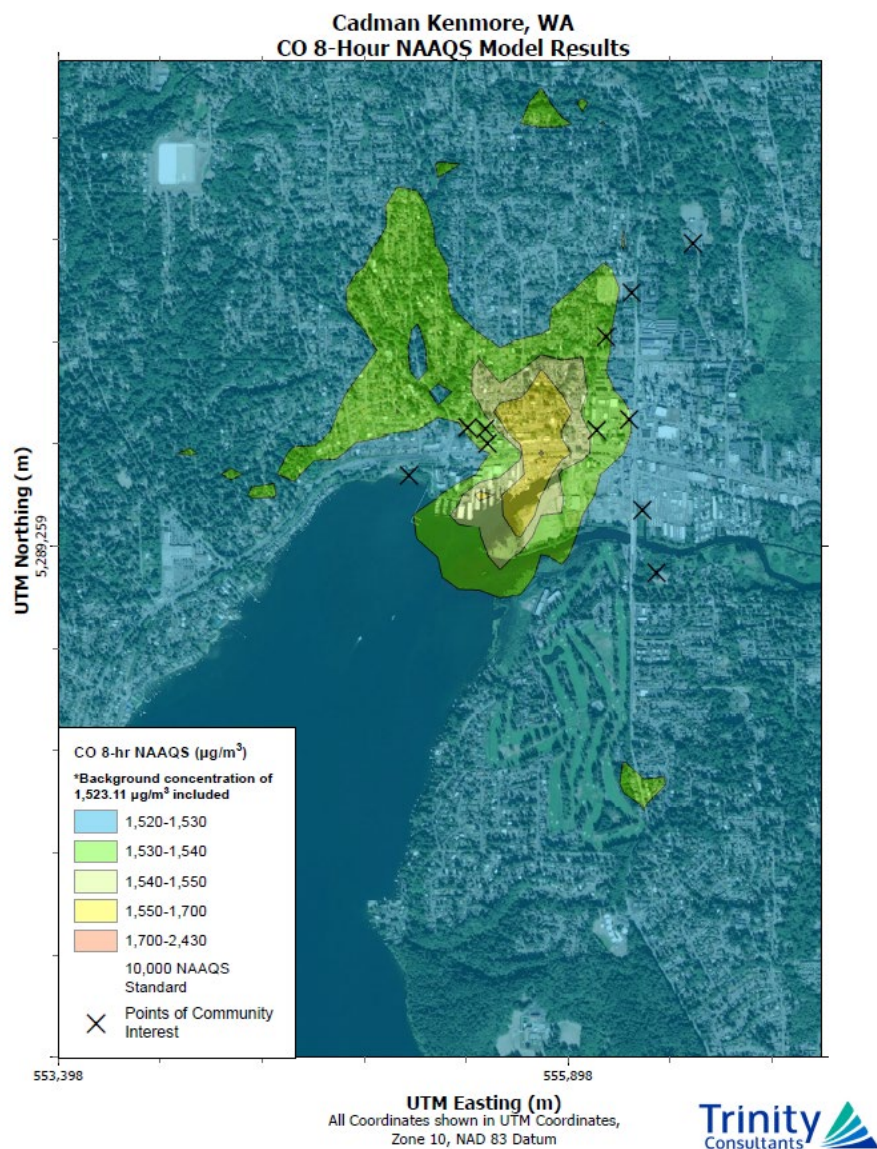 Cadman Kenmore, WA
CO 8-Hour NAAQS Model Results
UTM Northing (m)
5,289,259
CO 8-hr NAAQS (µg/m³)
*Background concentration of
1,523.11 µg/m³ included
1,520-1,530
1,530-1,540
1,540-1,550
1,550-1,700
1,700-2,430
10,000 NAAQS
Standard
Points of Community
Interest
553,398
555,898
UTM Easting (m)
All Coordinates shown in UTM Coordinates,
Zone 10, NAD 83 Datum
Trinity
Consultants